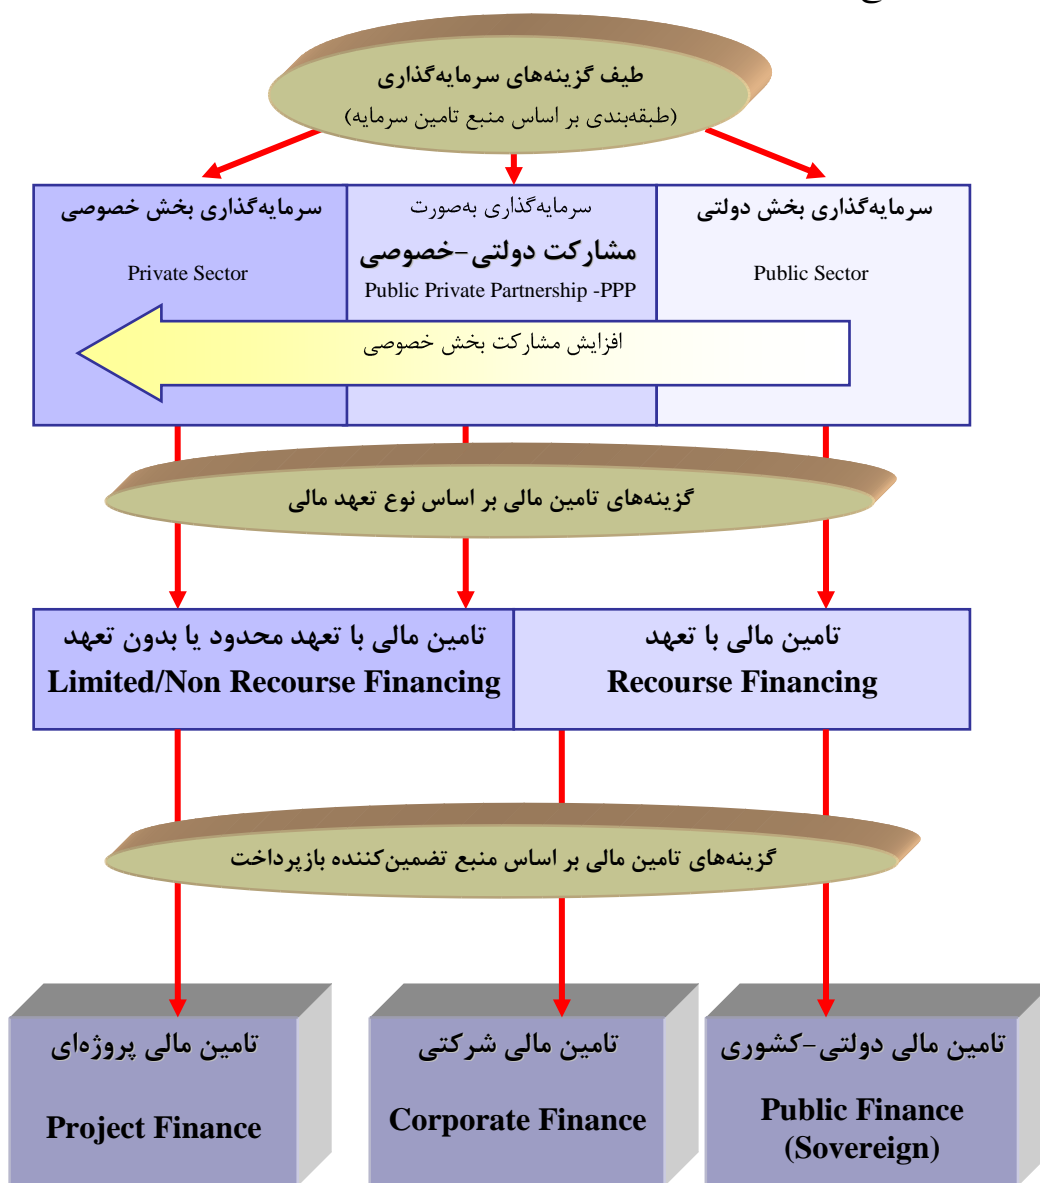 طیف گزینه‌های سرمایه‌گذاری
(طبقه‌بندی بر اساس منبع تامین سرمایه)
سرمایه‌گذاری بخش دولتی
Public Sector
سرمایه‌گذاری به‌صورت
مشارکت دولتی-خصوصی
Public Private Partnership -PPP
سرمایه‌گذاری بخش خصوصی
Private Sector
افزایش مشارکت بخش خصوصی
گزینه‌های تامین مالی بر اساس نوع تعهد مالی
تامین مالی با تعهد
Recourse Financing
تامین مالی با تعهد محدود یا بدون تعهد
Limited/Non Recourse Financing
گزینه‌های تامین مالی بر اساس منبع تضمین‌کننده بازپرداخت
تامین مالی دولتی-کشوری
Public Finance
(Sovereign)
تامین مالی شرکتی
Corporate Finance
تامین مالی پروژه‌ای
Project Finance